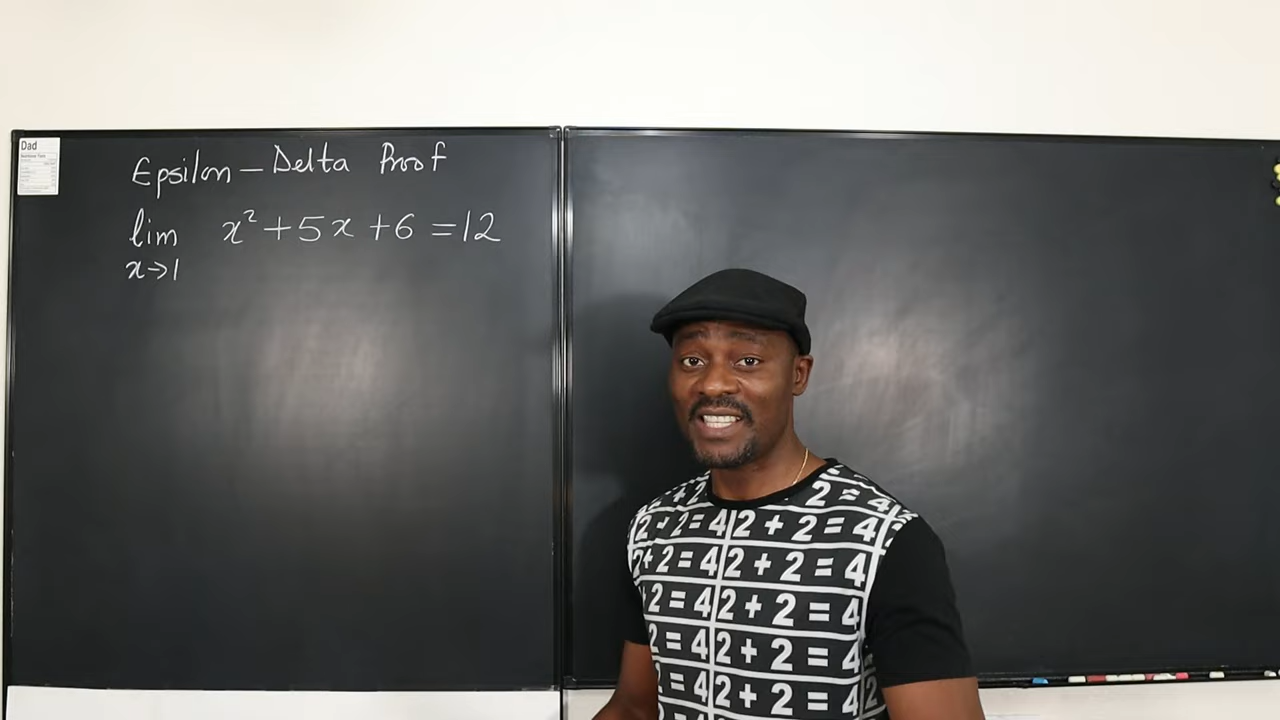 Dad
Epsilon – Delta Proof
lim x² + 5x + 6 = 12
x→1
2 + 2 = 4 2 + 2 = 4
2 + 2 = 4 2 + 2 = 4
2 = 4 2 + 2 = 4
2 = 4 2 + 2 = 4
= 4 2 + 2 = 4 2